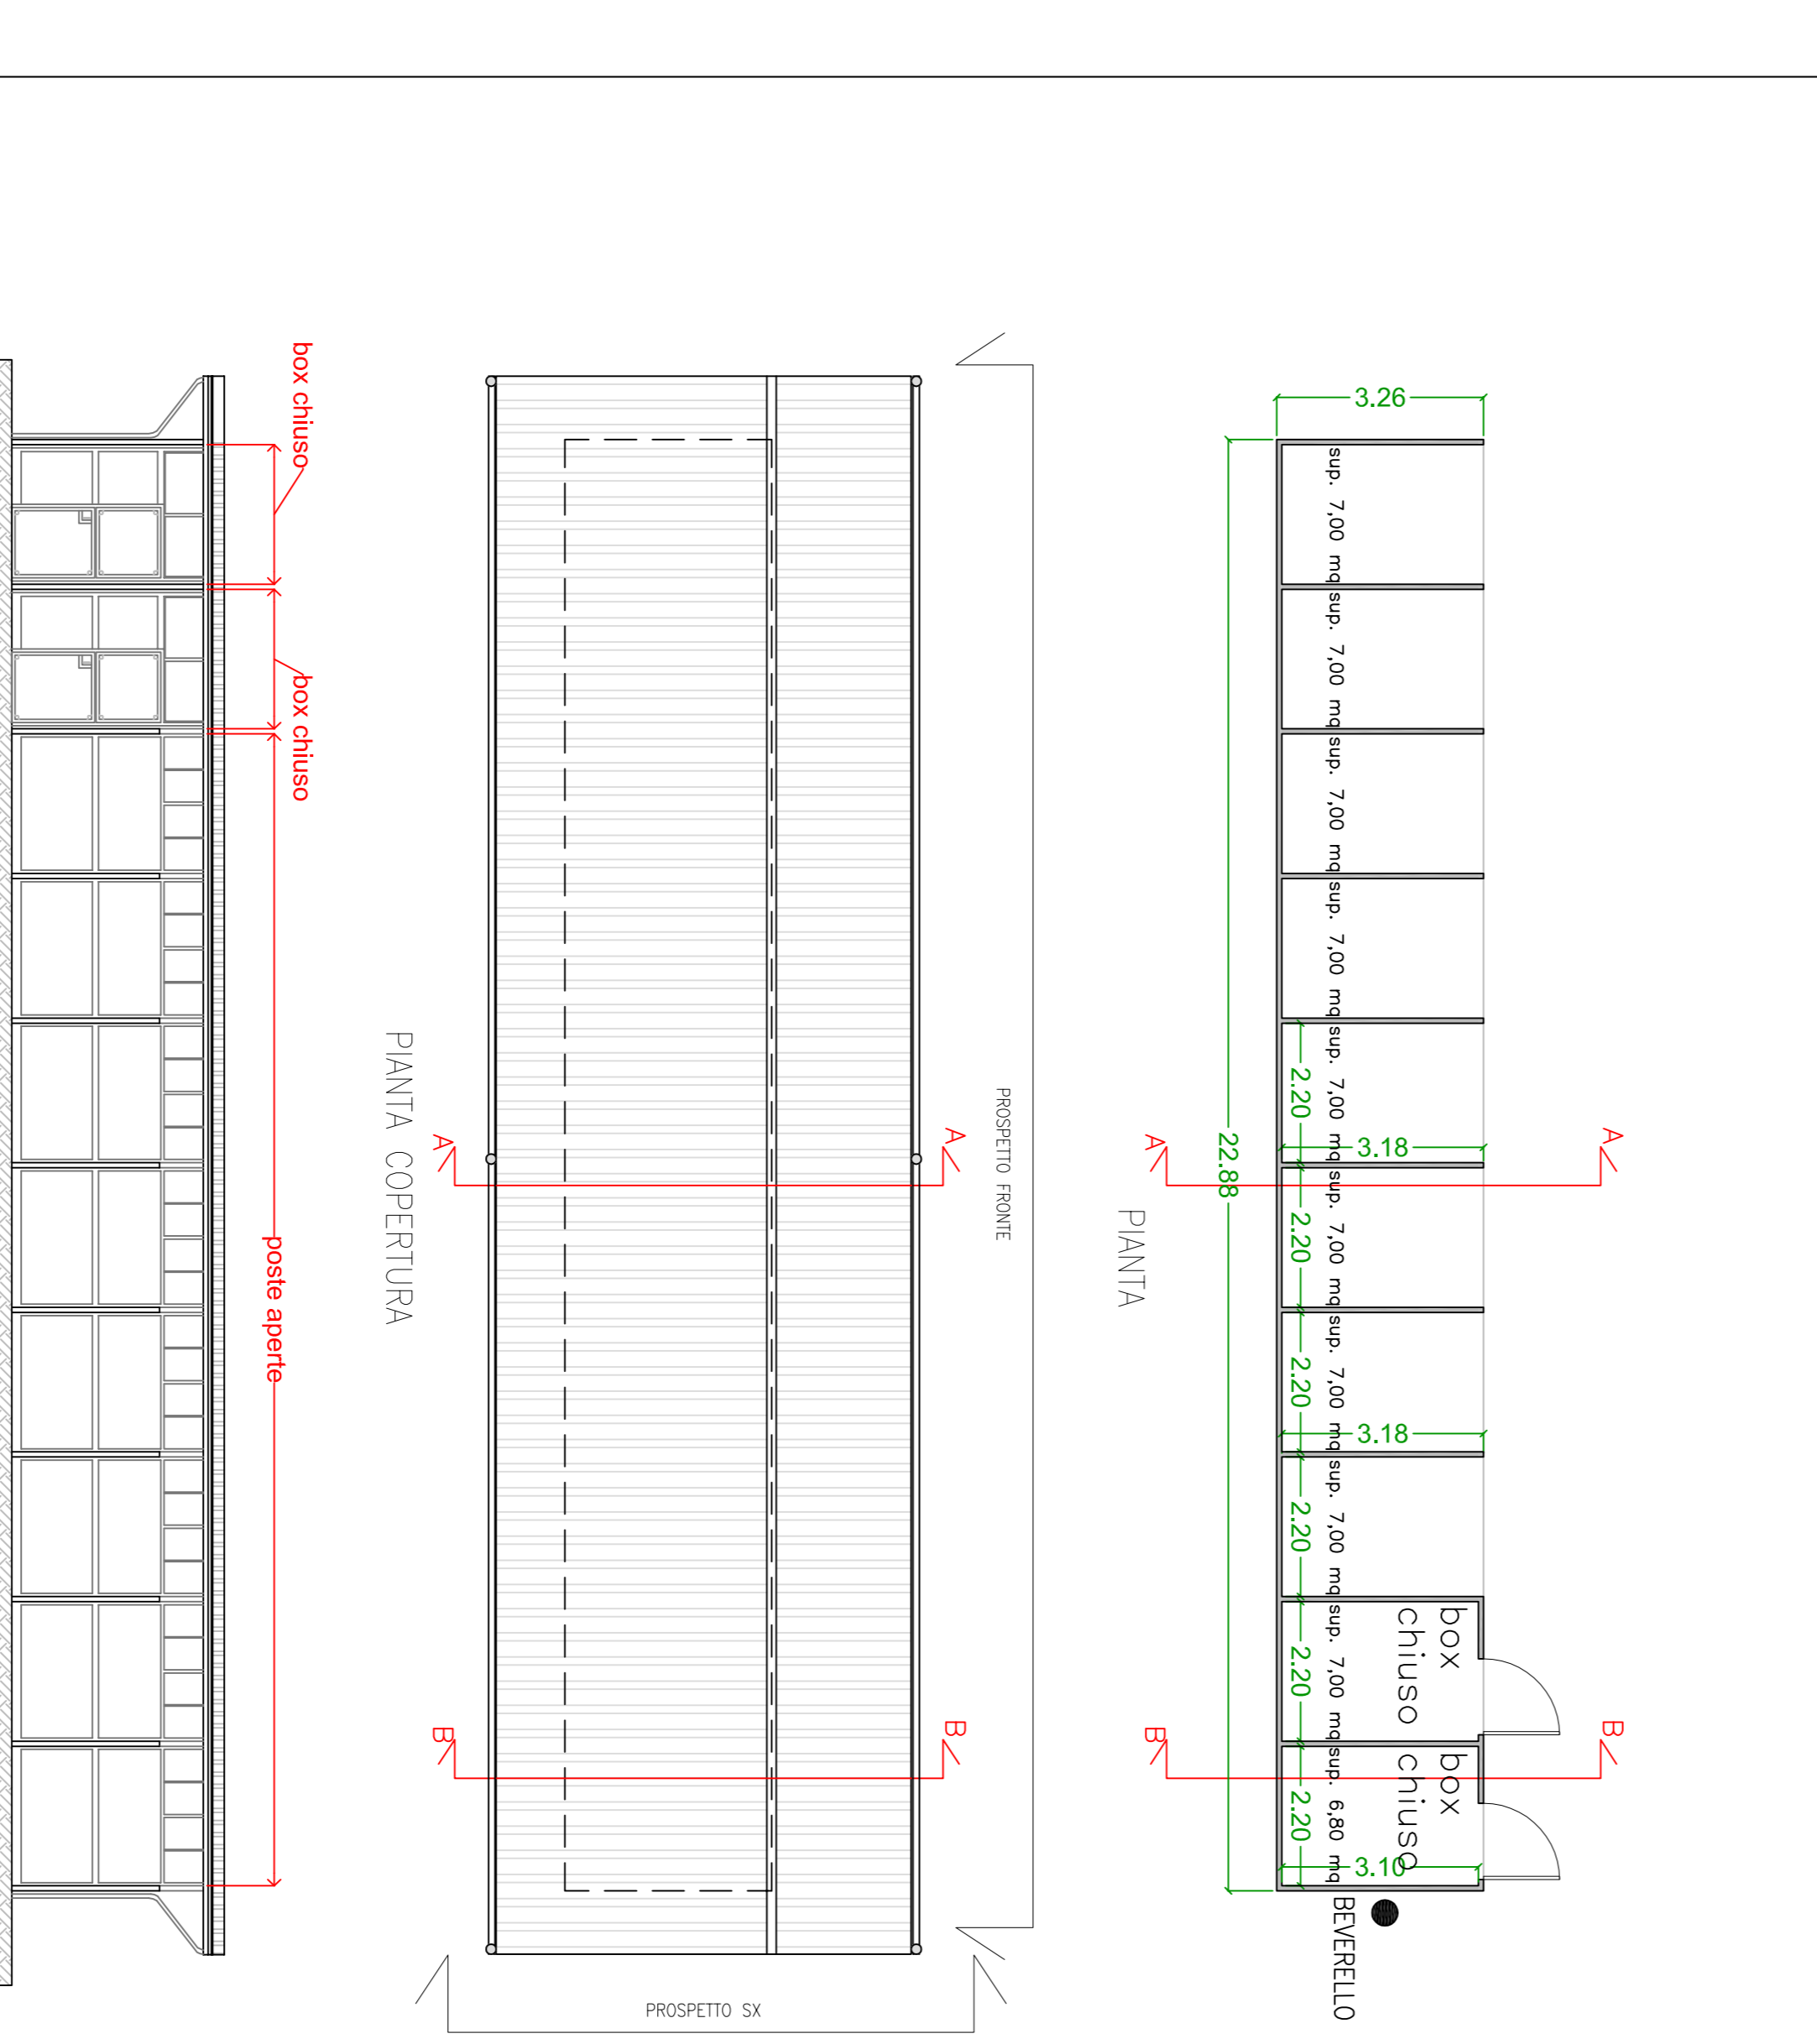 3.26
sup. 7,00 mq
sup. 7,00 mq
sup. 7,00 mq
sup. 7,00 mq
sup. 7,00 mq
sup. 7,00 mq
sup. 7,00 mq
sup. 7,00 mq
sup. 7,00 mq
sup. 6,80 mq
2.20
2.20
2.20
2.20
2.20
2.20
3.18
3.18
3.10
22.88
box
chiuso
box
chiuso
BEVERELLO
A
A
B
B
PIANTA
PROSPETTO FRONTE
A
A
B
B
PROSPETTO SX
PIANTA COPERTURA
box chiuso
box chiuso
poste aperte